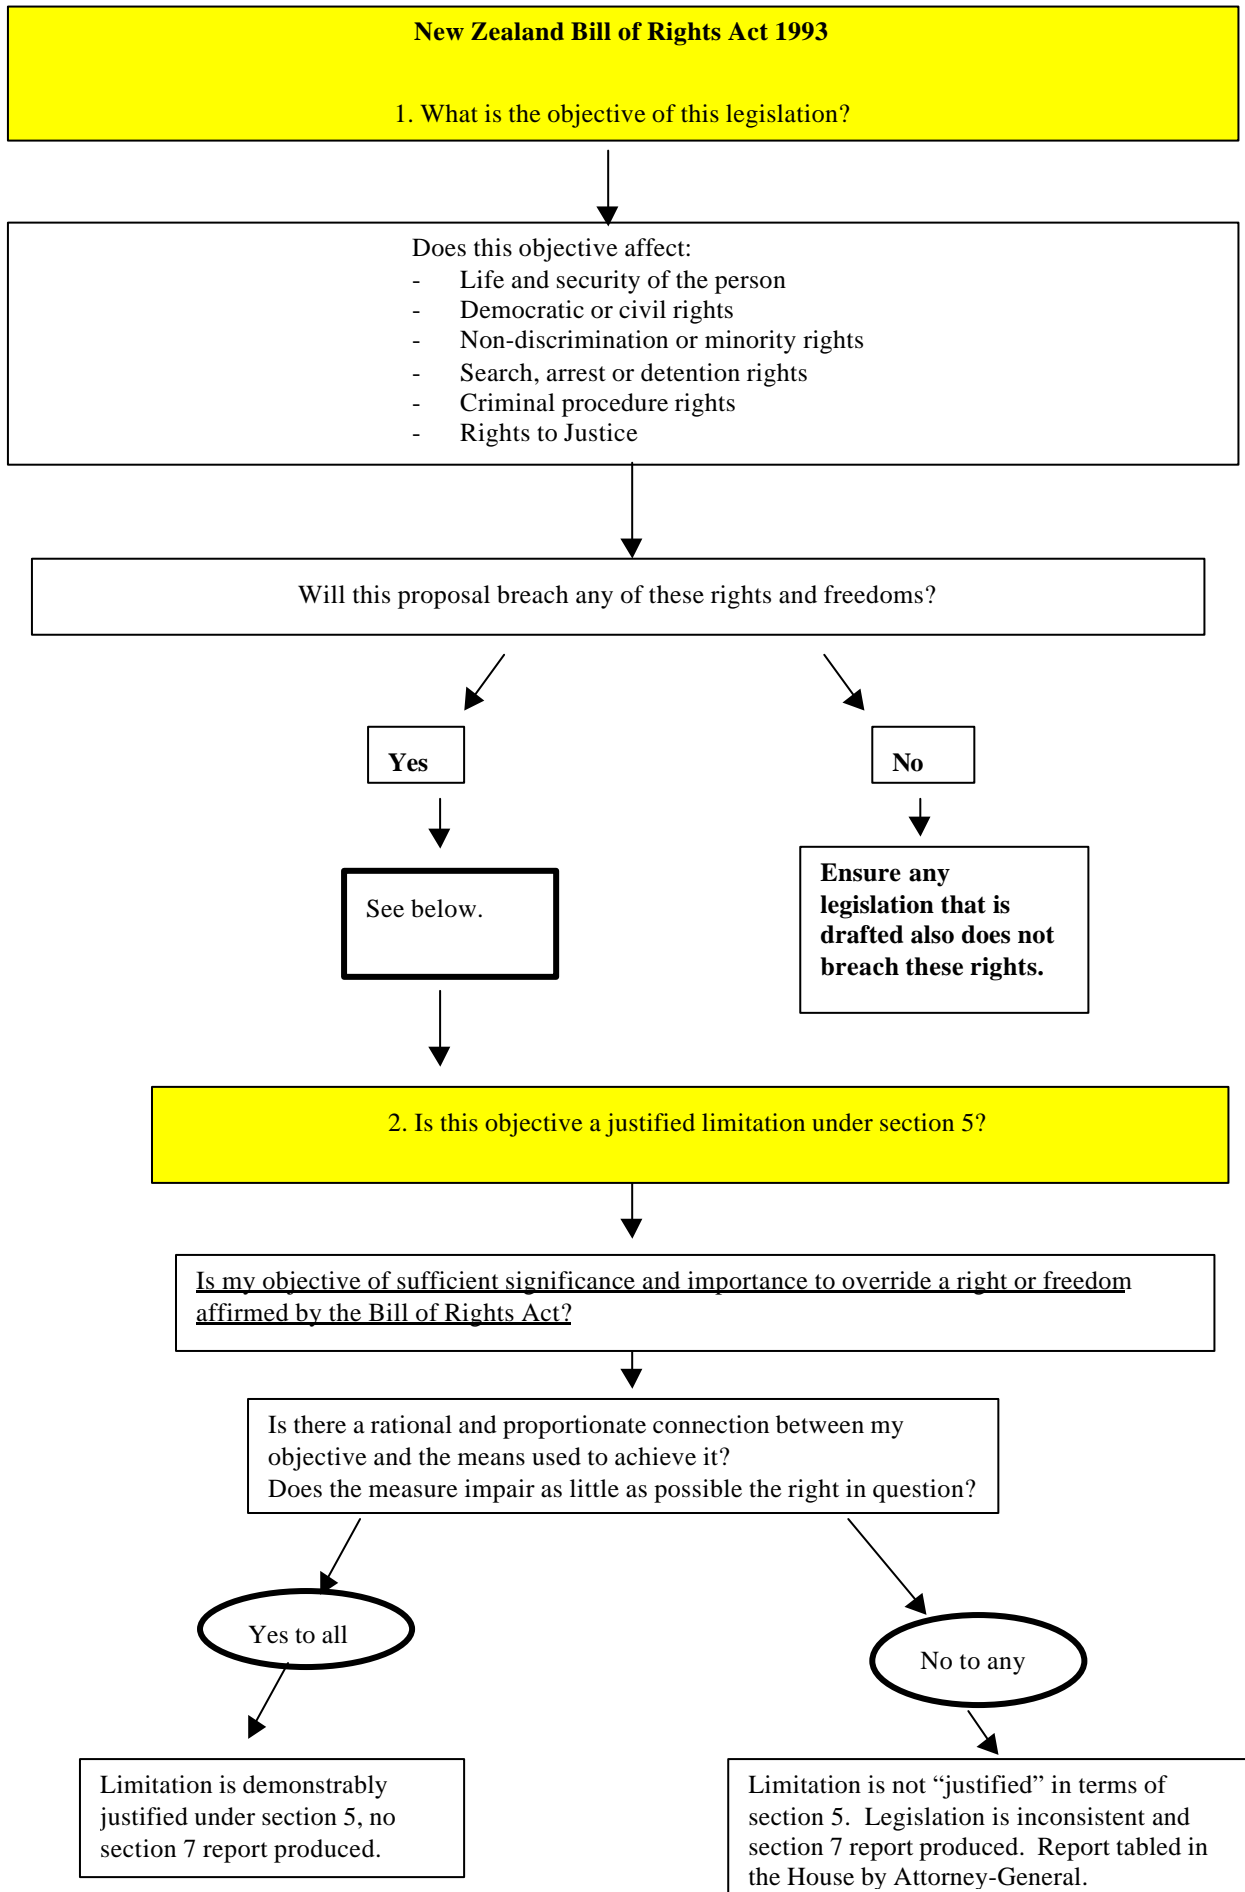 New Zealand Bill of Rights Act 1993
1. What is the objective of this legislation?
Does this objective affect:
- Life and security of the person
- Democratic or civil rights
- Non-discrimination or minority rights
- Search, arrest or detention rights
- Criminal procedure rights
- Rights to Justice
Will this proposal breach any of these rights and freedoms?
Yes
No
See below.
Ensure any
legislation that is
drafted also does not
breach these rights.
2. Is this objective a justified limitation under section 5?
Is my objective of sufficient significance and importance to override a right or freedom
affirmed by the Bill of Rights Act?
Is there a rational and proportionate connection between my
objective and the means used to achieve it?
Does the measure impair as little as possible the right in question?
Yes to all
No to any
Limitation is demonstrably
justified under section 5, no
section 7 report produced.
Limitation is not “justified” in terms of
section 5. Legislation is inconsistent and
section 7 report produced. Report tabled in
the House by Attorney-General.